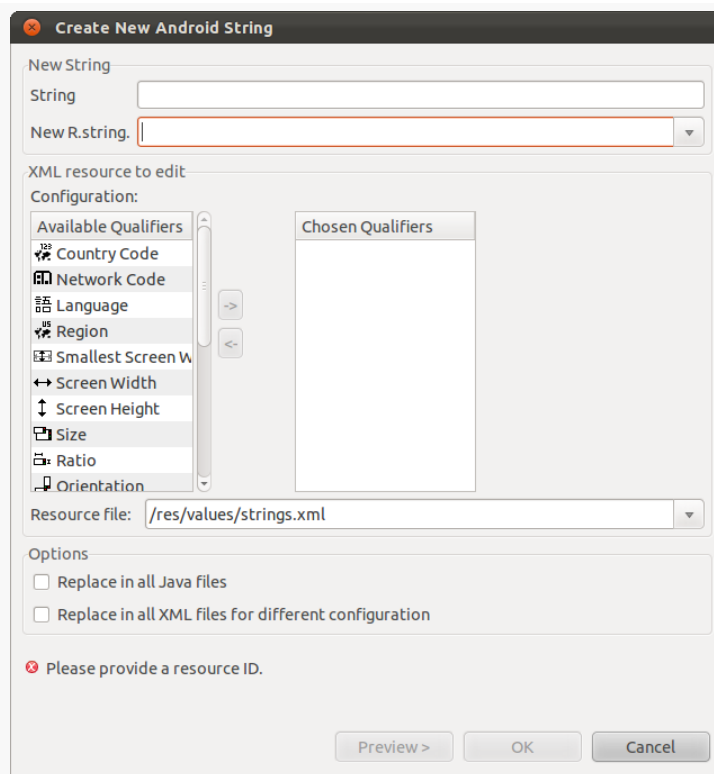 Create New Android String
New String
String
New R.string.
XML resource to edit
Configuration:
Available Qualifiers
Chosen Qualifiers
Country Code
Network Code
Language
Region
Smallest Screen W
Screen Width
Screen Height
Size
Ratio
Orientation
->
<-
Resource file: /res/values/strings.xml
Options
Replace in all Java files
Replace in all XML files for different configuration
Please provide a resource ID.
Preview > OK Cancel